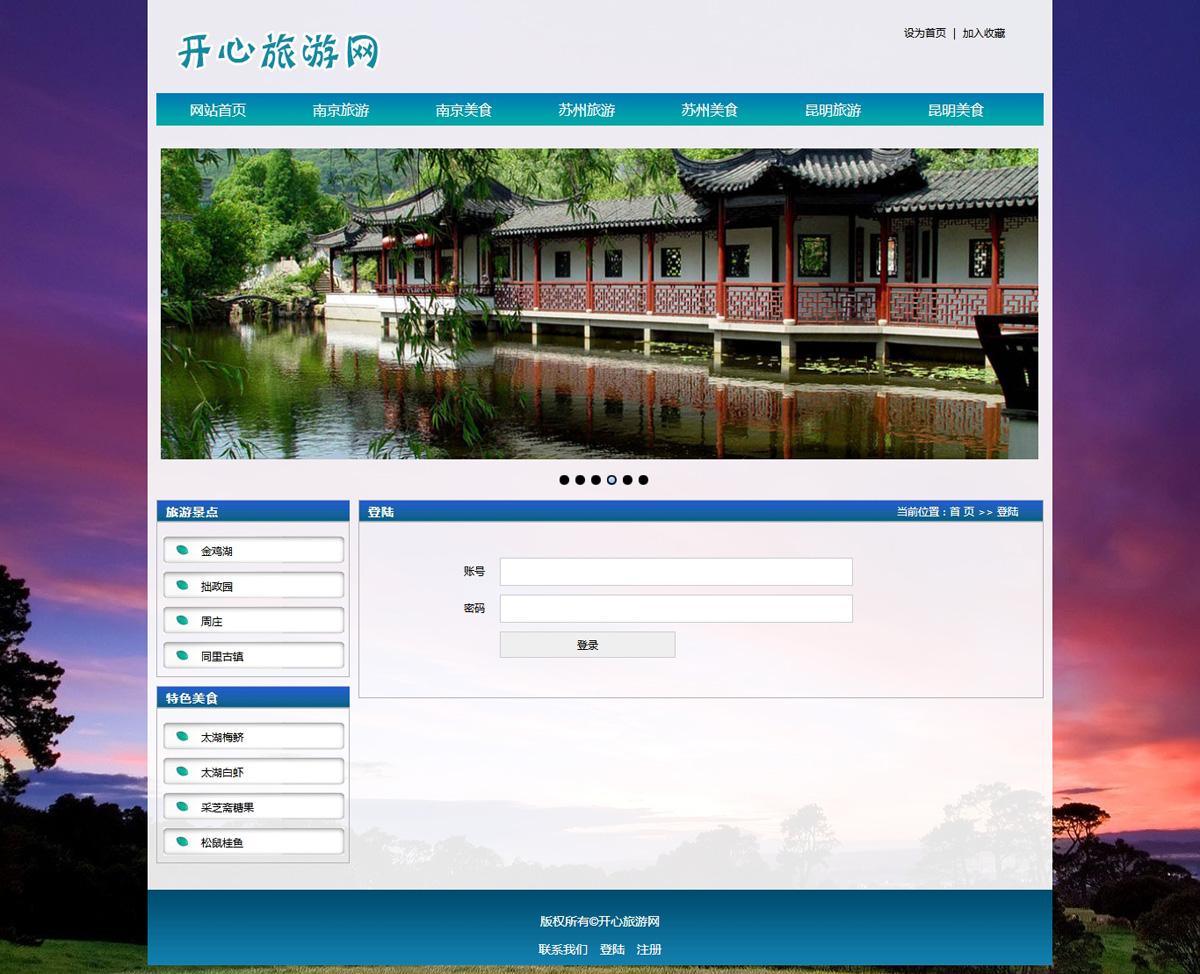 开心旅游网
设为首页 | 加入收藏
网站首页 南京旅游 南京美食 苏州旅游 苏州美食 昆明旅游 昆明美食
旅游景点
金鸡湖
拙政园
周庄
同里古镇
特色美食
太湖梅鲚
太湖白虾
采芝斋糖果
松鼠桂鱼
登陆 当前位置：首 页 >> 登陆
账号
密码
登录
版权所有©开心旅游网
联系我们 登陆 注册